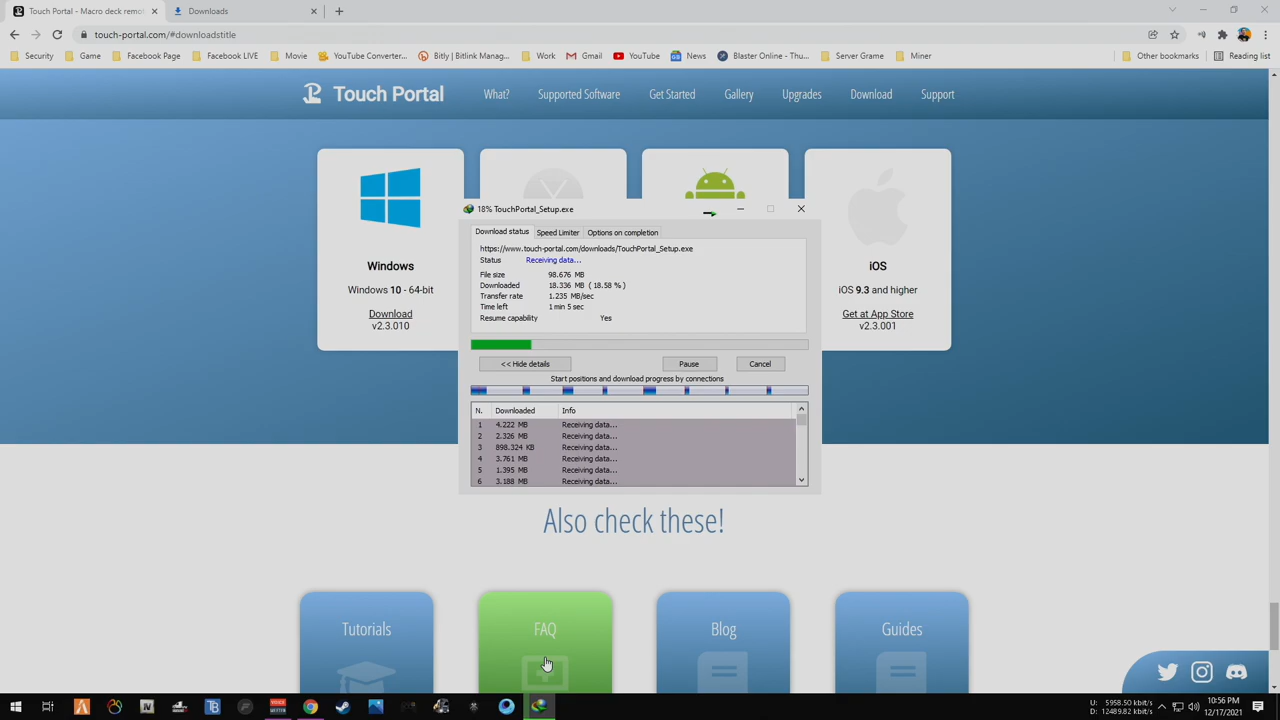 Touch Portal - Macro deck remo
Downloads
touch-portal.com/#downloadstitle
Security
Game
Facebook Page
Facebook LIVE
Movie
YouTube Converter...
Bitly | Bitlink Manag...
Work
Gmail
YouTube
News
Blaster Online - Thu...
Server Grame
Miner
Other bookmarks
Reading list
Touch Portal
What?
Supported Software
Get Started
Gallery
Upgrades
Download
Support
Windows
Windows 10 - 64-bit
Download
v2.3.010
iOS
iOS 9.3 and higher
Get at App Store
v2.3.001
18% TouchPortal_Setup.exe
Download status
Speed Limiter
Options on completion
https://www.touch-portal.com/downloads/TouchPortal_Setup.exe
Status Receiving data...
File size 98.676 MB
Downloaded 18.336 MB ( 18.58 % )
Transfer rate 1.235 MB/sec
Time left 1 min 5 sec
Resume capability Yes
<< Hide details
Pause
Cancel
Start positions and download progress by connections
N. Downloaded Info
1 4.222 MB Receiving data...
2 2.326 MB Receiving data...
3 898.324 KB Receiving data...
4 3.761 MB Receiving data...
5 1.395 MB Receiving data...
6 3.188 MB Receiving data...
Also check these!
Tutorials
FAQ
Blog
Guides
U: 5958.50 kbit/s
D: 12489.82 kbit/s
10:56 PM
12/17/2021